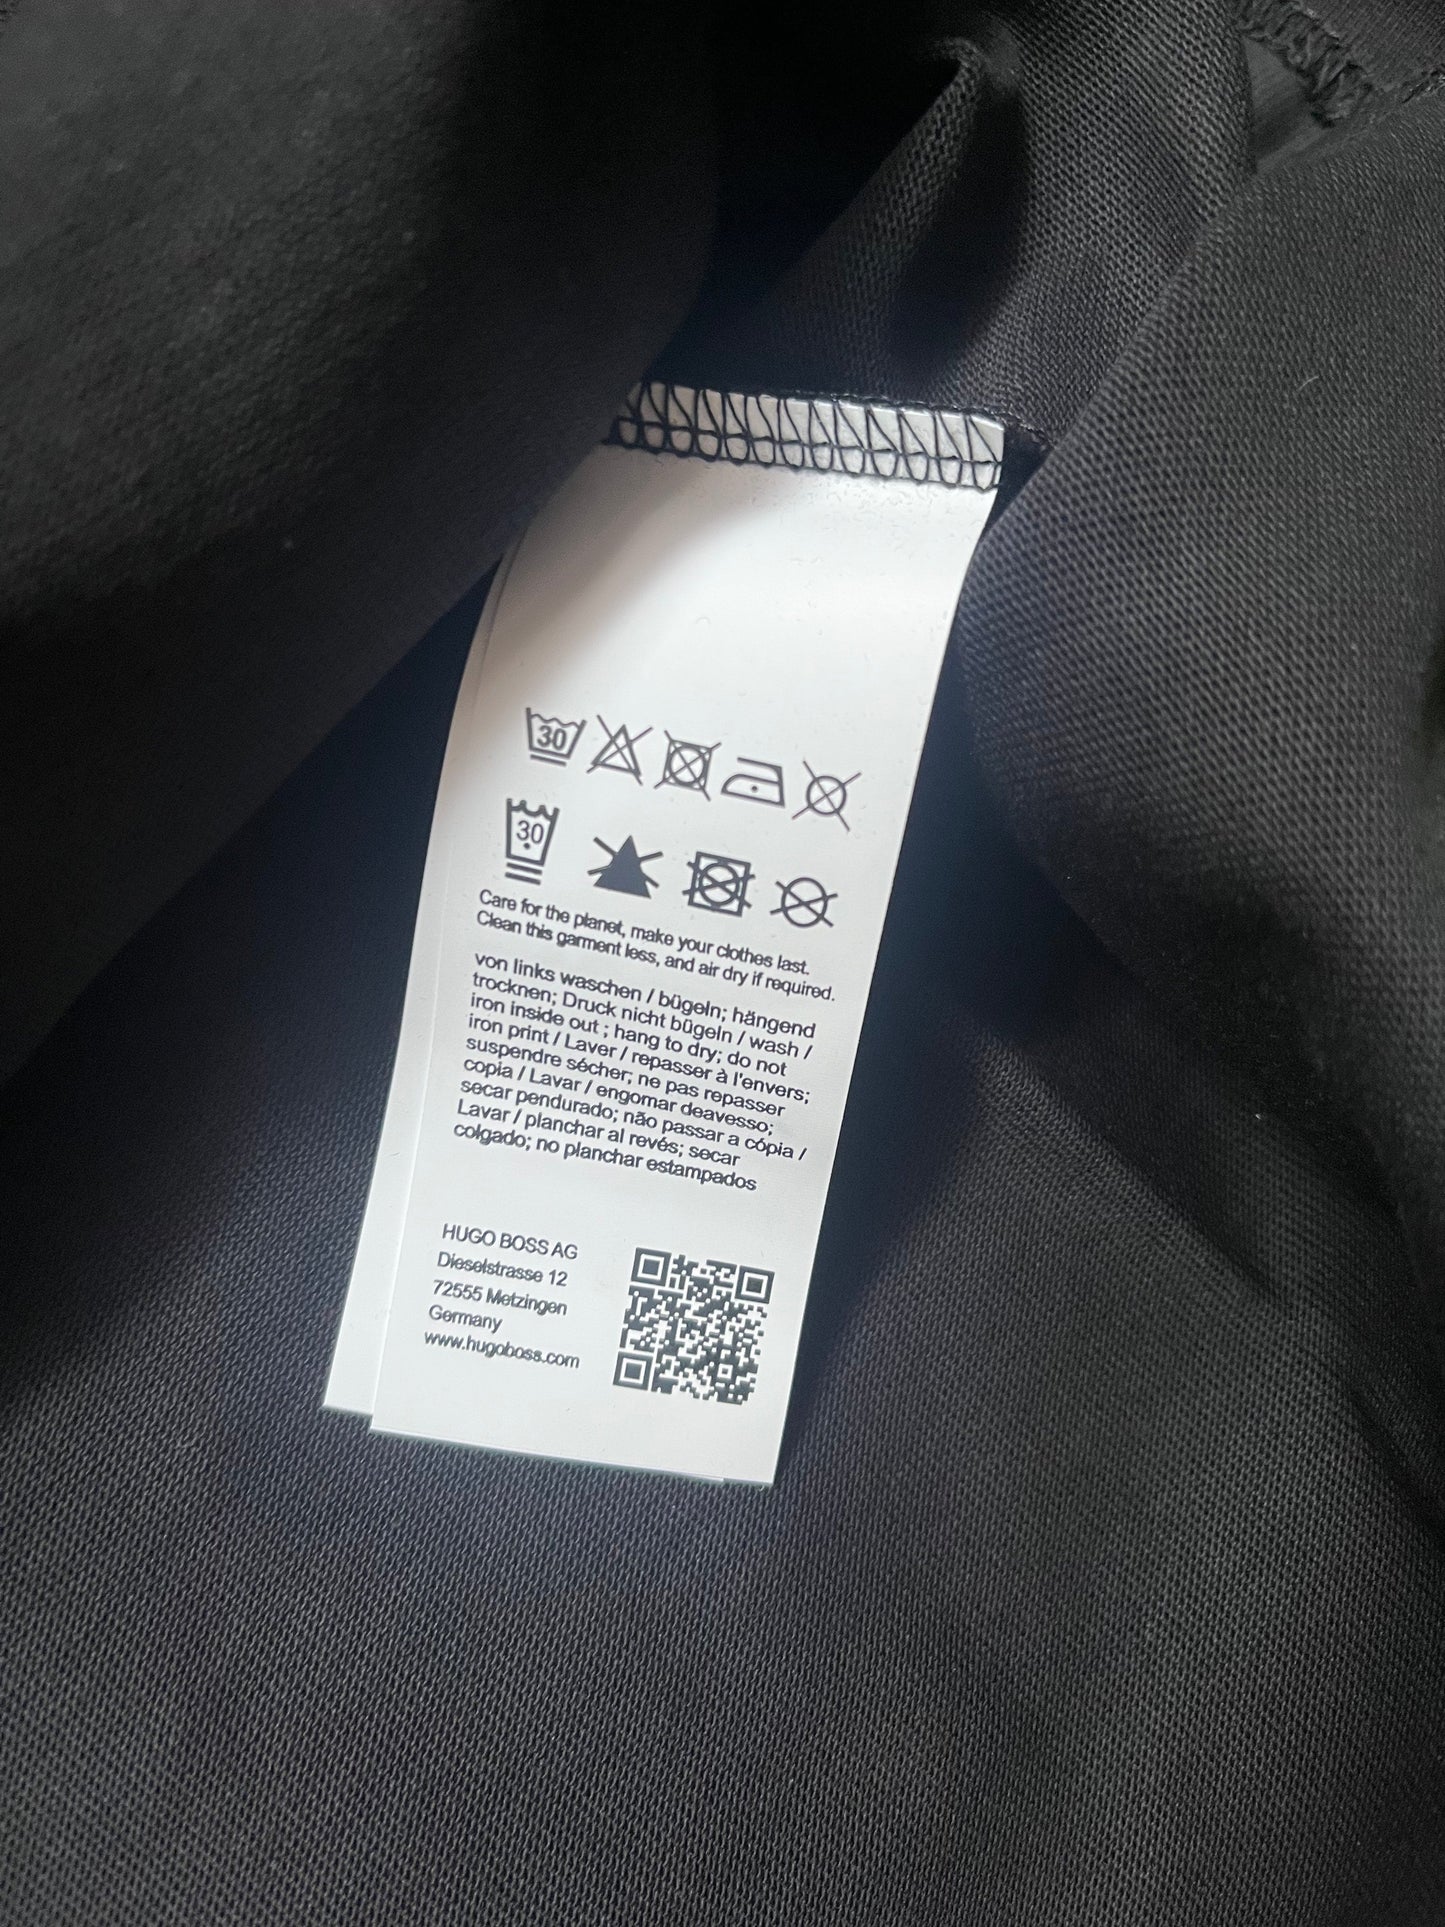 30
30
Care for the planet, make your clothes last.
Clean this garment less, and air dry if required.
von links waschen / bügeln; hängend
trocknen; Druck nicht bügeln / wash /
iron inside out ; hang to dry; do not
iron print / Laver / repasser à l'envers;
suspendre sécher; ne pas repasser
copia / Lavar / engomar deavesso;
secar pendurado; não passar a cópia /
Lavar / planchar al revés; secar
colgado; no planchar estampados
HUGO BOSS AG
Dieselstrasse 12
72555 Metzingen
Germany
www.hugoboss.com